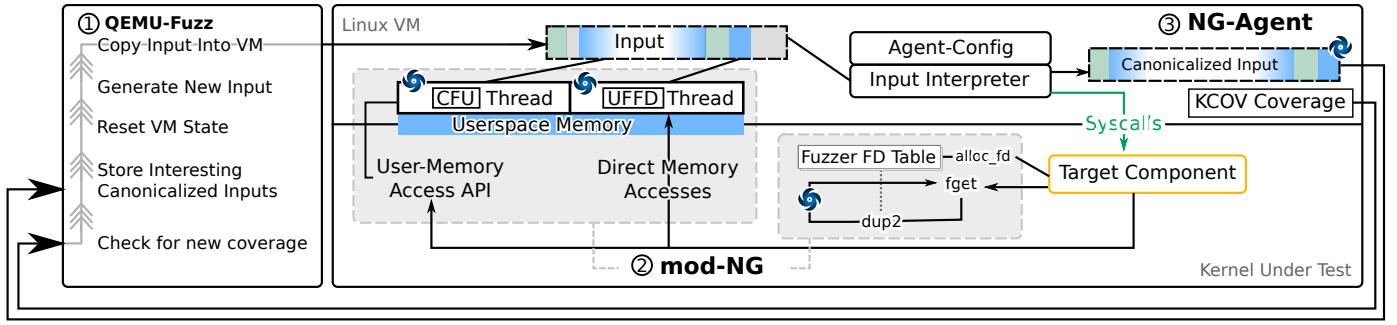 ① QEMU-Fuzz
Copy Input Into VM
Generate New Input
Reset VM State
Store Interesting
Canonicalized Inputs
Check for new coverage
Linux VM
Input
CFU Thread
UFFD Thread
Userspace Memory
User-Memory
Access API
Direct Memory
Accesses
② mod-NG
③ NG-Agent
Agent-Config
Input Interpreter
Canonicalized Input
KCOV Coverage
Syscalls
Fuzzer FD Table
alloc_fd
fget
dup2
Target Component
Kernel Under Test